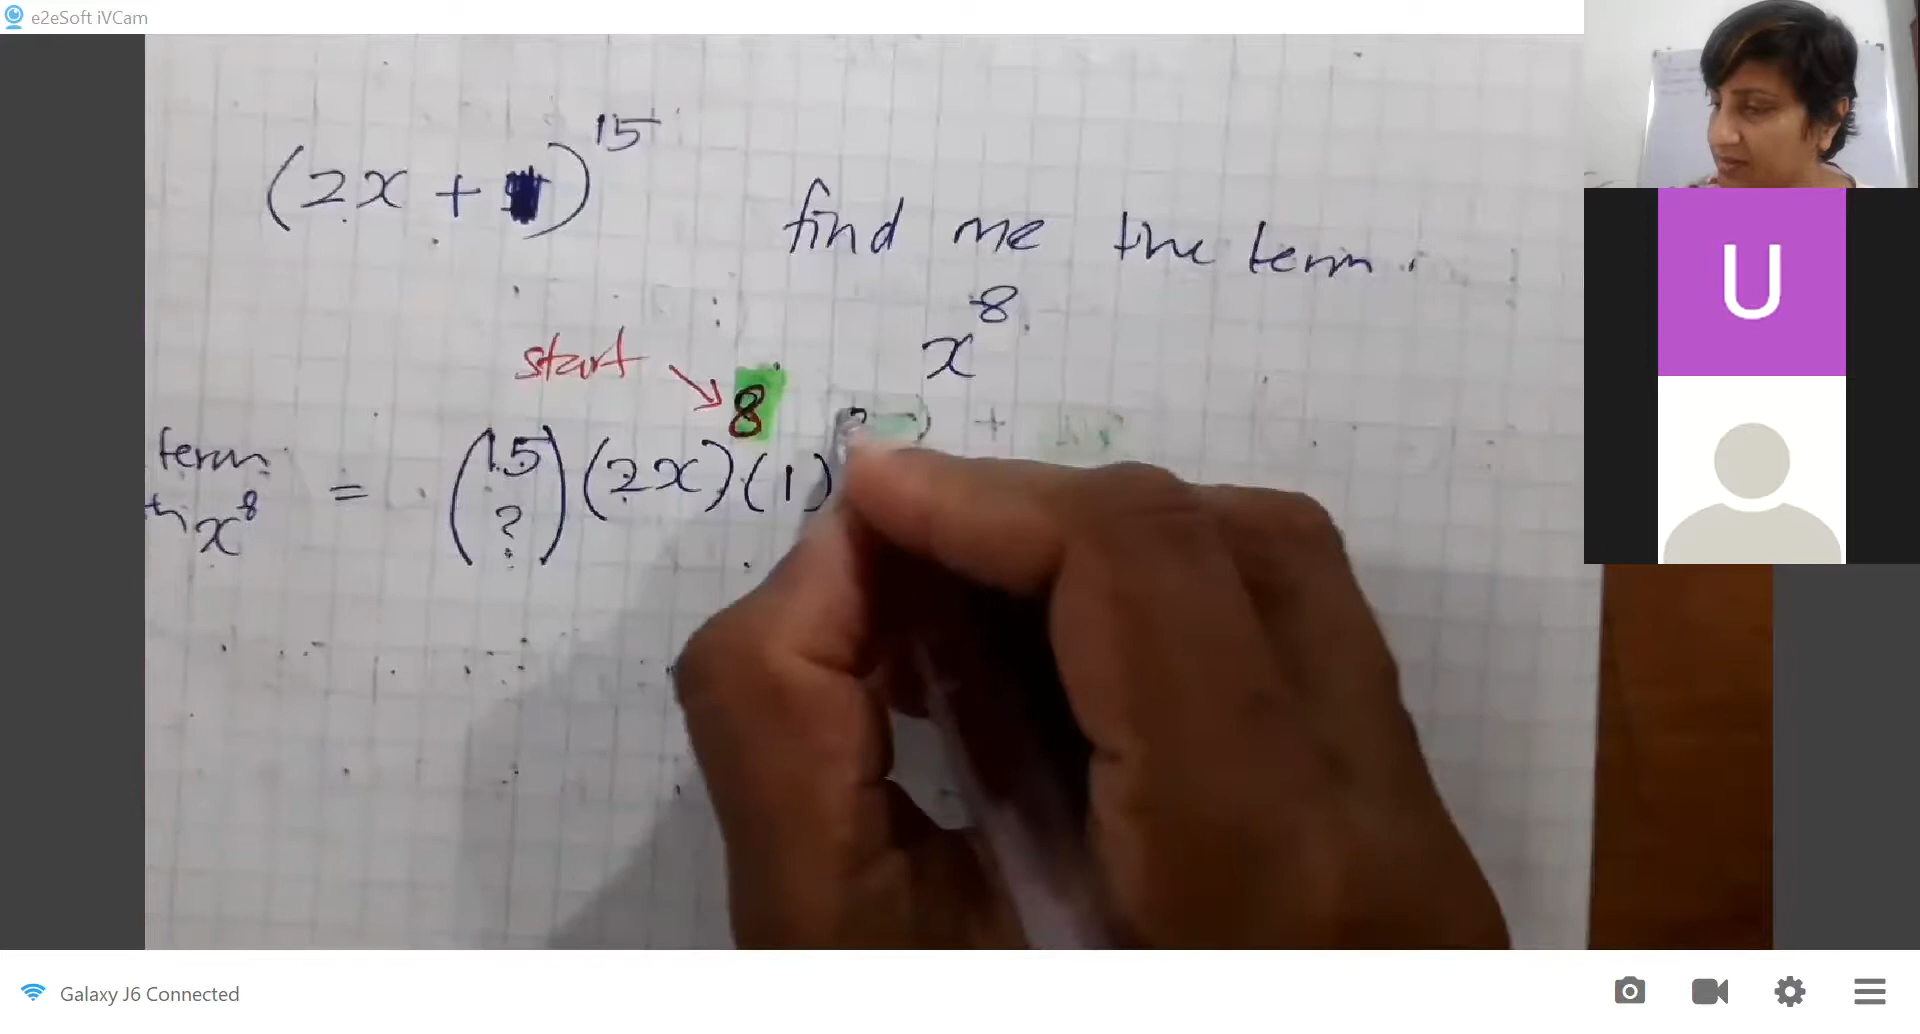 e2eSoft iVCam
(2x + 1)^15
find me the term.
x^8.
start → 8
term = (15 ?) (2x) (1)
x^8
+
U
Galaxy J6 Connected